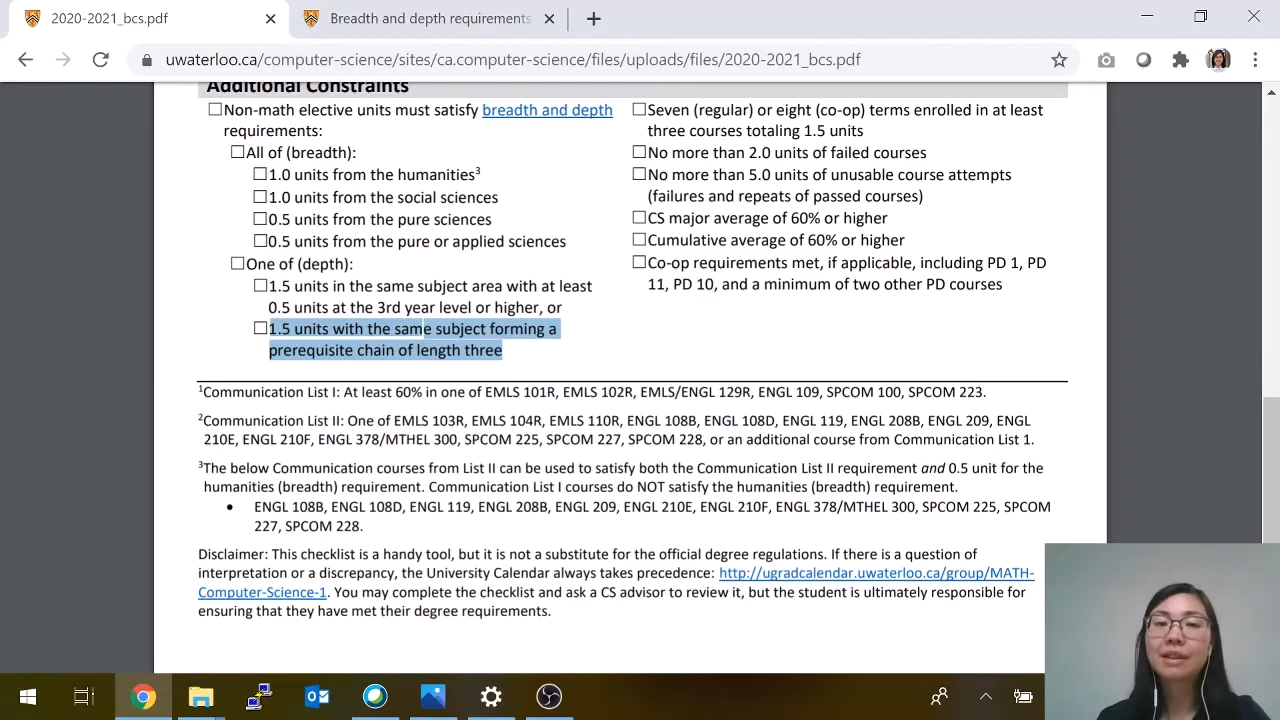 2020-2021_bcs.pdf
Breadth and depth requirements
uwaterloo.ca/computer-science/sites/ca.computer-science/files/uploads/files/2020-2021_bcs.pdf
Additional Constraints
Non-math elective units must satisfy breadth and depth
requirements:
All of (breadth):
1.0 units from the humanities³
1.0 units from the social sciences
0.5 units from the pure sciences
0.5 units from the pure or applied sciences
One of (depth):
1.5 units in the same subject area with at least
0.5 units at the 3rd year level or higher, or
1.5 units with the same subject forming a
prerequisite chain of length three
Seven (regular) or eight (co-op) terms enrolled in at least
three courses totaling 1.5 units
No more than 2.0 units of failed courses
No more than 5.0 units of unusable course attempts
(failures and repeats of passed courses)
CS major average of 60% or higher
Cumulative average of 60% or higher
Co-op requirements met, if applicable, including PD 1, PD
11, PD 10, and a minimum of two other PD courses
¹Communication List I: At least 60% in one of EMLS 101R, EMLS 102R, EMLS/ENGL 129R, ENGL 109, SPCOM 100, SPCOM 223.
²Communication List II: One of EMLS 103R, EMLS 104R, EMLS 110R, ENGL 108B, ENGL 108D, ENGL 119, ENGL 208B, ENGL 209, ENGL
210E, ENGL 210F, ENGL 378/MTHEL 300, SPCOM 225, SPCOM 227, SPCOM 228, or an additional course from Communication List 1.
³The below Communication courses from List II can be used to satisfy both the Communication List II requirement and 0.5 unit for the
humanities (breadth) requirement. Communication List I courses do NOT satisfy the humanities (breadth) requirement.
• ENGL 108B, ENGL 108D, ENGL 119, ENGL 208B, ENGL 209, ENGL 210E, ENGL 210F, ENGL 378/MTHEL 300, SPCOM 225, SPCOM
227, SPCOM 228.
Disclaimer: This checklist is a handy tool, but it is not a substitute for the official degree regulations. If there is a question of
interpretation or a discrepancy, the University Calendar always takes precedence: http://ugradcalendar.uwaterloo.ca/group/MATH-
Computer-Science-1. You may complete the checklist and ask a CS advisor to review it, but the student is ultimately responsible for
ensuring that they have met their degree requirements.